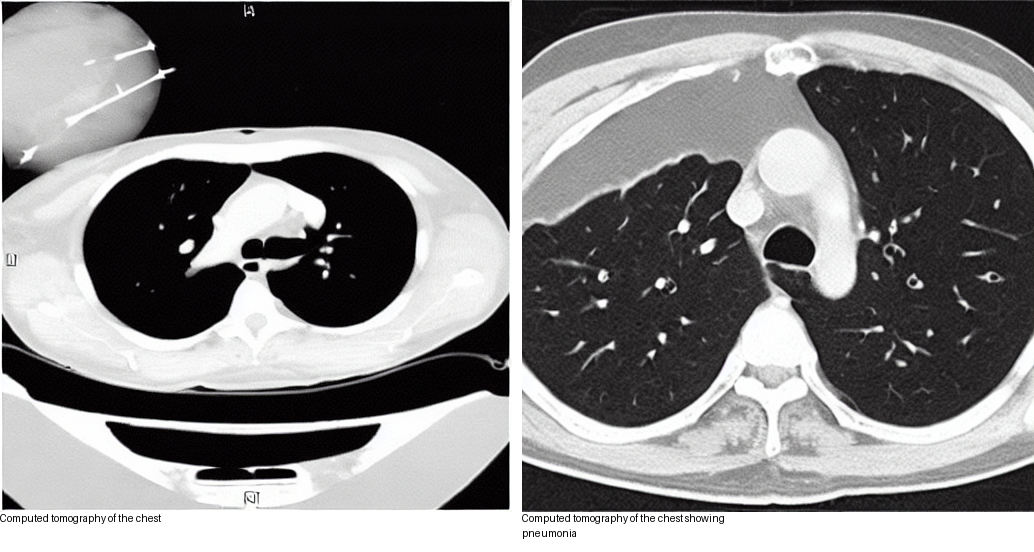 Computed tomography of the chest
Computed tomography of the chest showing
pneumonia